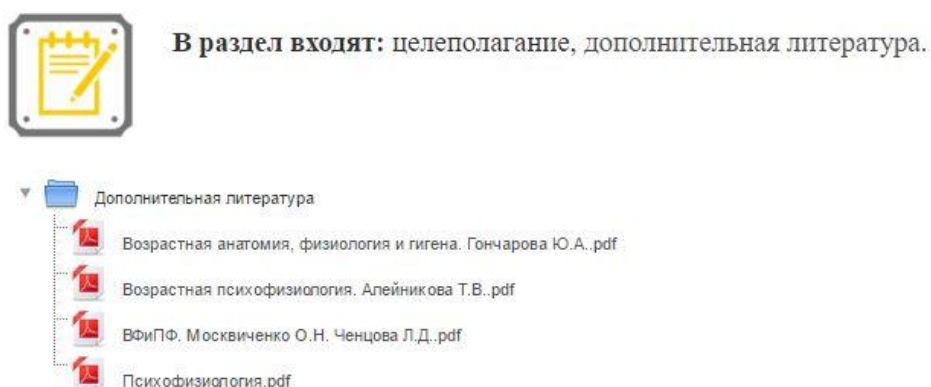 В раздел входят: целеполагание, дополнительная литература.
Дополнительная литература
Возрастная анатомия, физиология и гигена. Гончарова Ю.А..pdf
Возрастная психофизиология. Алейникова Т.В..pdf
ВФиПФ. Москвиченко О.Н. Ченцова Л.Д..pdf
Психофизиология.pdf